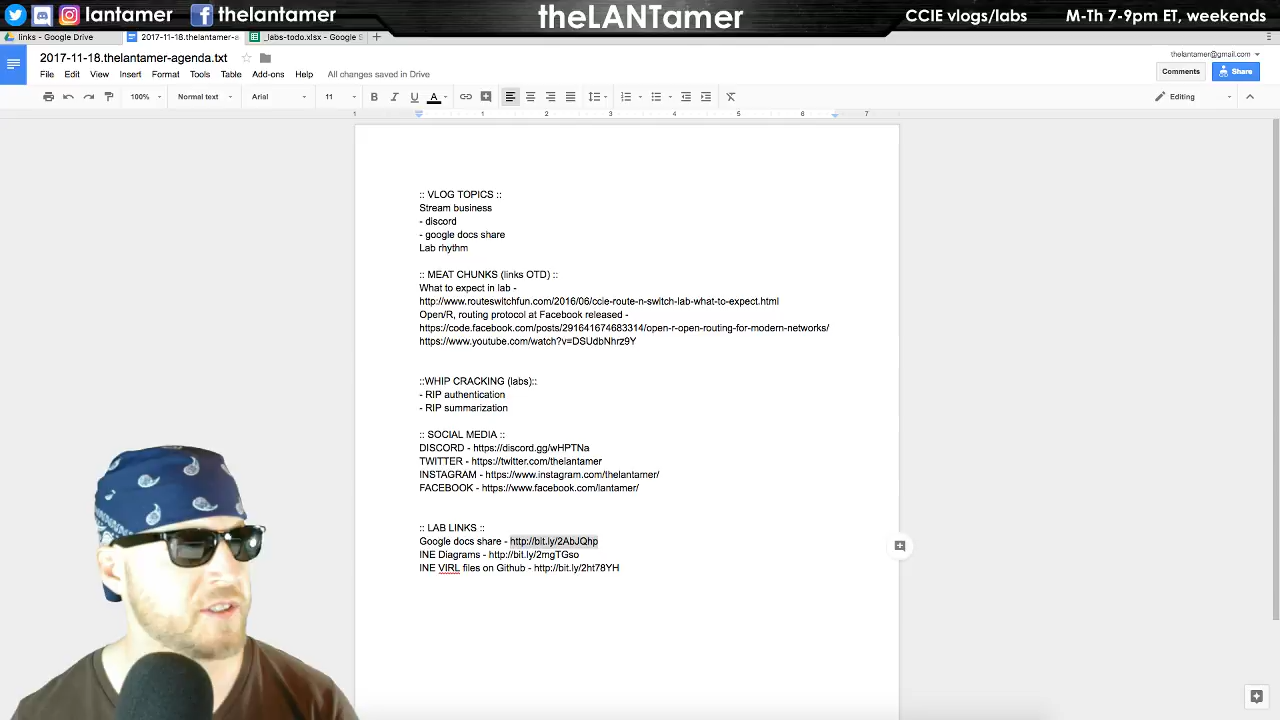 lantamer
thelantamer
theLANTamer
CCIE vlogs/labs
M-Th 7-9pm ET, weekends
links - Google Drive
2017-11-18.thelantamer-a
_labs-todo.xlsx - Google S
2017-11-18.thelantamer-agenda.txt
thelantamer@gmail.com
File Edit View Insert Format Tools Table Add-ons Help All changes saved in Drive
Comments
Share
100% Normal text Arial 11 B I U A Editing
1 1 2 3 4 5 6 7
:: VLOG TOPICS ::
Stream business
- discord
- google docs share
Lab rhythm
:: MEAT CHUNKS (links OTD) ::
What to expect in lab -
http://www.routeswitchfun.com/2016/06/ccie-route-n-switch-lab-what-to-expect.html
Open/R, routing protocol at Facebook released -
https://code.facebook.com/posts/291641674683314/open-r-open-routing-for-modern-networks/
https://www.youtube.com/watch?v=DSUdbNhrz9Y
::WHIP CRACKING (labs)::
- RIP authentication
- RIP summarization
:: SOCIAL MEDIA ::
DISCORD - https://discord.gg/wHPTNa
TWITTER - https://twitter.com/thelantamer
INSTAGRAM - https://www.instagram.com/thelantamer/
FACEBOOK - https://www.facebook.com/lantamer/
:: LAB LINKS ::
Google docs share - http://bit.ly/2AbJQhp
INE Diagrams - http://bit.ly/2mgTGso
INE VIRL files on Github - http://bit.ly/2ht78YH